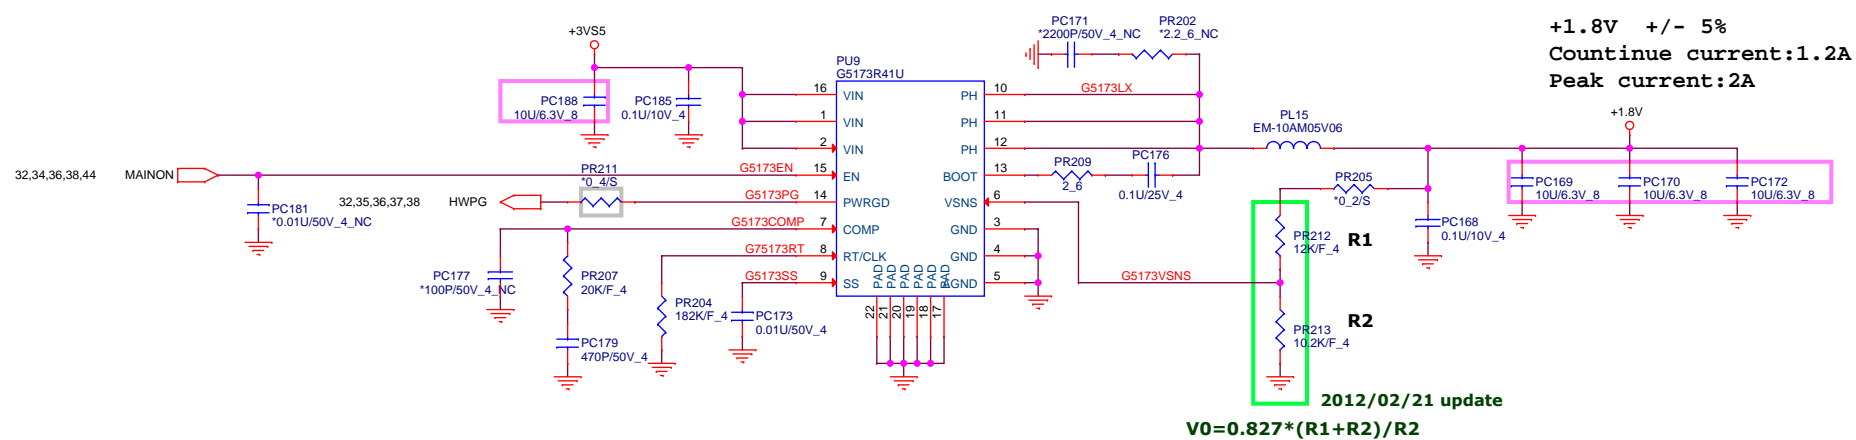 +1.8V +/- 5%
Countinue current:1.2A
Peak current:2A
+3VS5
PC188
10U/6.3V_8
PC185
0.1U/10V_4
PU9
G5173R41U
PC171
*2200P/50V_4_NC
PR202
*2.2_6_NC
16 VIN
1 VIN
2 VIN
15 EN
14 PWRGD
7 COMP
8 RT/CLK
9 SS
PH 10
PH 11
PH 12
BOOT 13
VSNS 6
GND 3
GND 4
AGND 5
PAD PAD PAD PAD PAD PAD
22 21 20 19 18 17
G5173LX
PL15
EM-10AM05V06
+1.8V
32,34,36,38,44 MAINON
G5173EN
PC181
*0.01U/50V_4_NC
PR211
*0_4/S
32,35,36,37,38 HWPG
G5173PG
G5173COMP
G75173RT
G5173SS
PC177
*100P/50V_4_NC
PR207
20K/F_4
PC179
470P/50V_4
PR204
182K/F_4
PC173
0.01U/50V_4
PR209
2_6
PC176
0.1U/25V_4
PR205
*0_2/S
PC168
0.1U/10V_4
PC169
10U/6.3V_8
PC170
10U/6.3V_8
PC172
10U/6.3V_8
PR212
12K/F_4
R1
G5173VSNS
PR213
10.2K/F_4
R2
2012/02/21 update
V0=0.827*(R1+R2)/R2